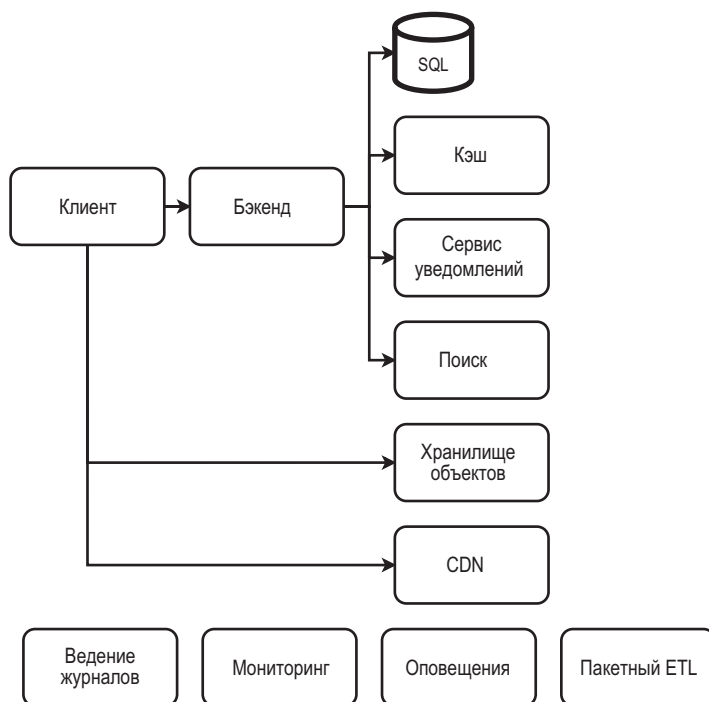 SQL
Кэш
Клиент
Бэкенд
Сервис
уведомлений
Поиск
Хранилище
объектов
CDN
Ведение
журналов
Мониторинг
Оповещения
Пакетный ETL